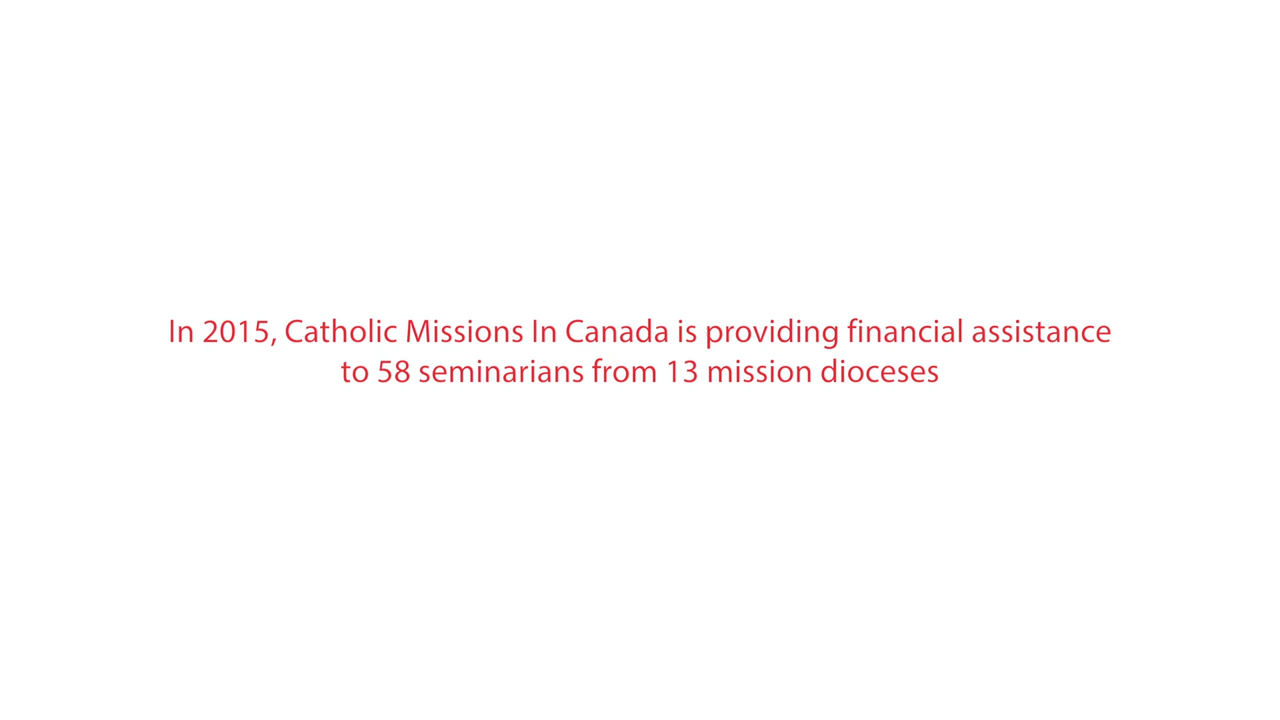 In 2015, Catholic Missions In Canada is providing financial assistance
to 58 seminarians from 13 mission dioceses